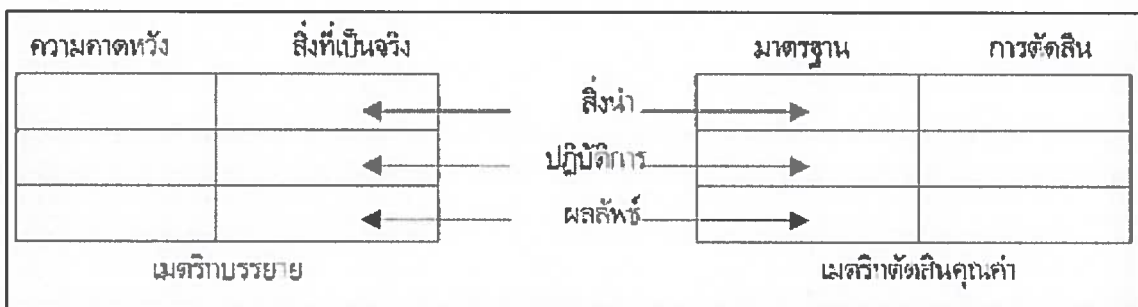 ความคาดหวัง สิ่งที่เป็นจริง มาตรฐาน การตัดสิน
สิ่งนำ
ปฏิบัติการ
ผลลัพธ์
เมตริกบรรยาย เมตริกตัดสินคุณค่า